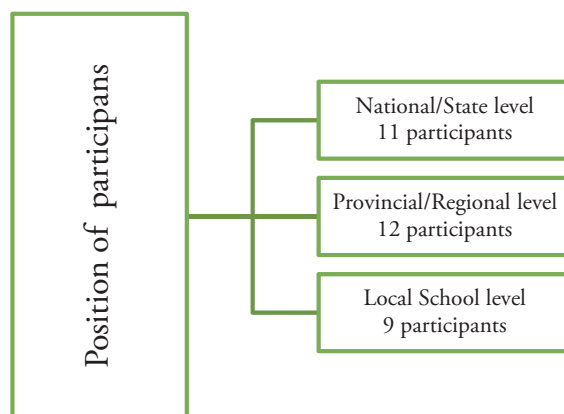 Position of participans
National/State level
11 participants
Provincial/Regional level
12 participants
Local School level
9 participants